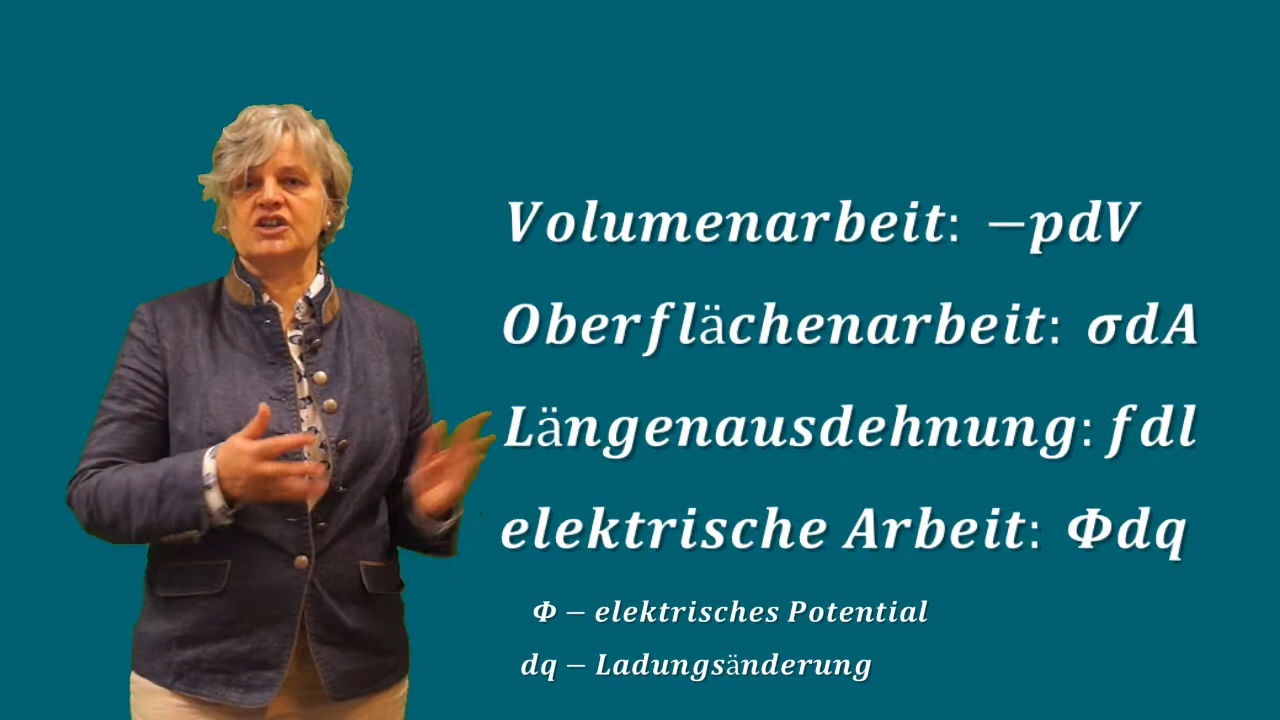 Volumenarbeit: −pdV
Oberflächenarbeit: σdA
Längenausdehnung: fdl
elektrische Arbeit: Φdq
Φ − elektrisches Potential
dq − Ladungsänderung